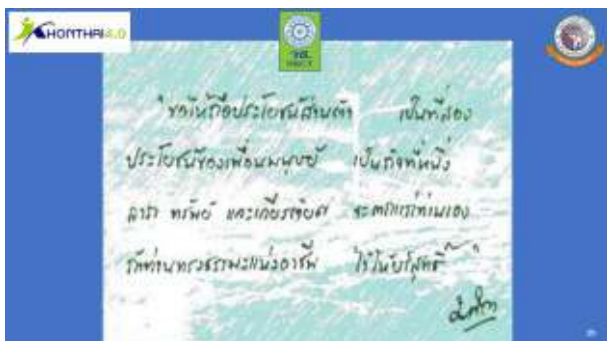 KHONTHAI 4.0
"ขอให้ถือประโยชน์ส่วนตัว เป็นที่สอง
ประโยชน์ของเพื่อนมนุษย์ เป็นกิจที่หนึ่ง
ลาภ ทรัพย์ และเกียรติยศ จะตกแก่ท่านเอง
ถ้าท่านทรงธรรมะแห่งอาชีพ ไว้ให้บริสุทธิ์"